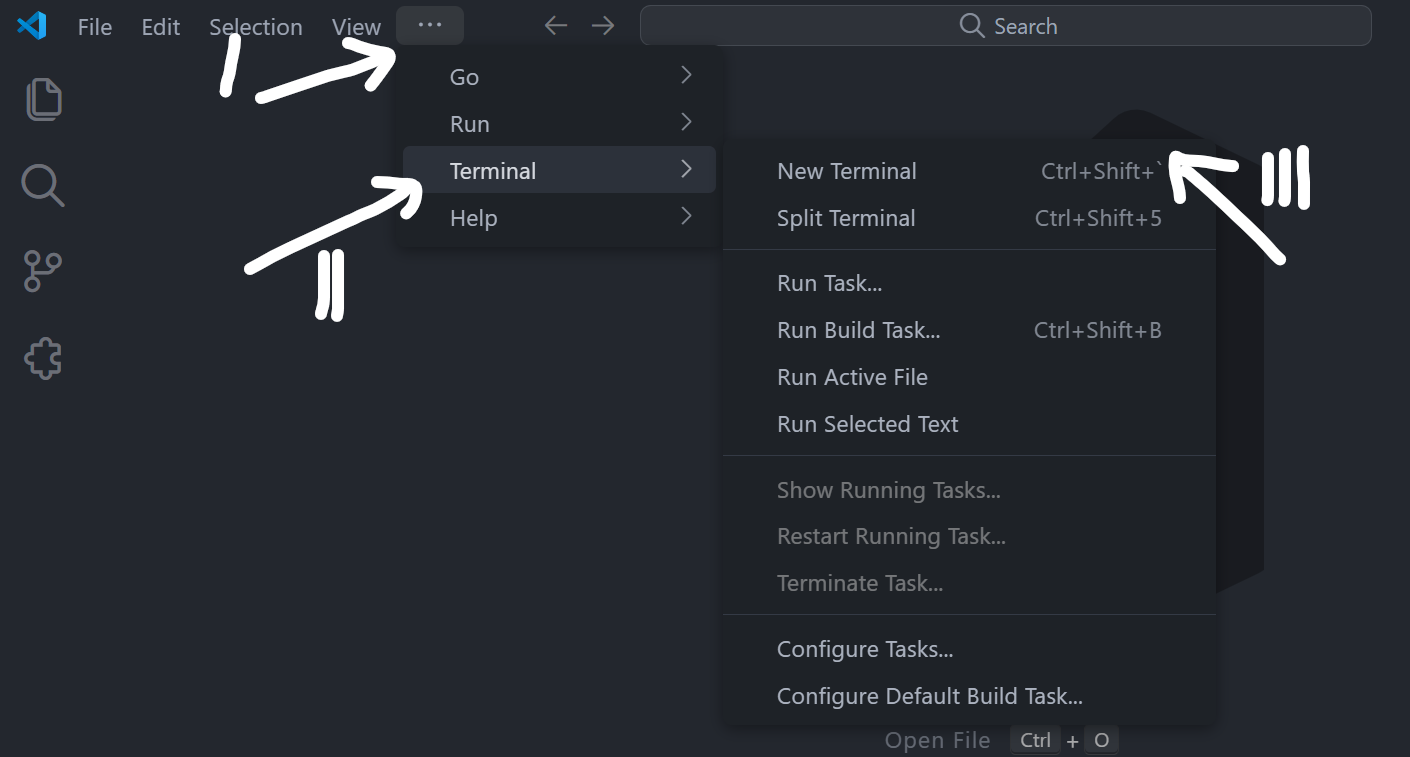 File Edit Selection View ... Search
Go
Run
Terminal
Help
New Terminal Ctrl+Shift+`
Split Terminal Ctrl+Shift+5
Run Task...
Run Build Task... Ctrl+Shift+B
Run Active File
Run Selected Text
Show Running Tasks...
Restart Running Task...
Terminate Task...
Configure Tasks...
Configure Default Build Task...
Open File Ctrl + O
I
II
III